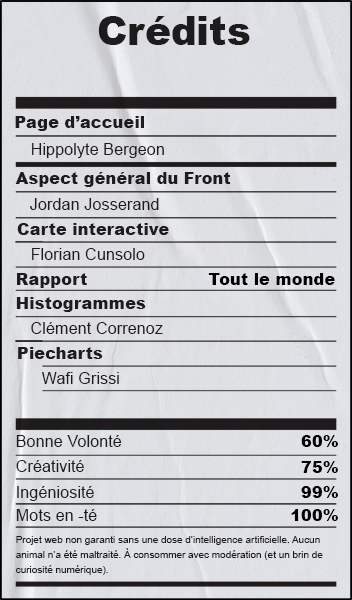 Crédits
Page d’accueil
Hippolyte Bergeon
Aspect général du Front
Jordan Josserand
Carte interactive
Florian Cunsolo
Rapport Tout le monde
Histogrammes
Clément Correnoz
Piecharts
Wafi Grissi
Bonne Volonté 60%
Créativité 75%
Ingéniosité 99%
Mots en -té 100%
Projet web non garanti sans une dose d’intelligence artificielle. Aucun
animal n’a été maltraité. À consommer avec modération (et un brin de
curiosité numérique).